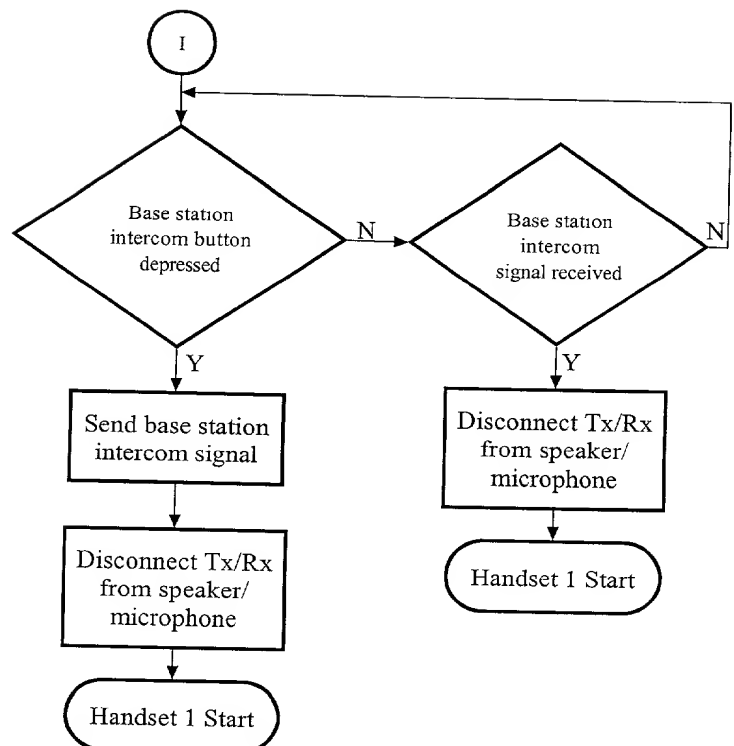 I
Base station
intercom button
depressed
N
Base station
intercom
signal received
N
Y
Y
Send base station
intercom signal
Disconnect Tx/Rx
from speaker/
microphone
Disconnect Tx/Rx
from speaker/
microphone
Handset 1 Start
Handset 1 Start